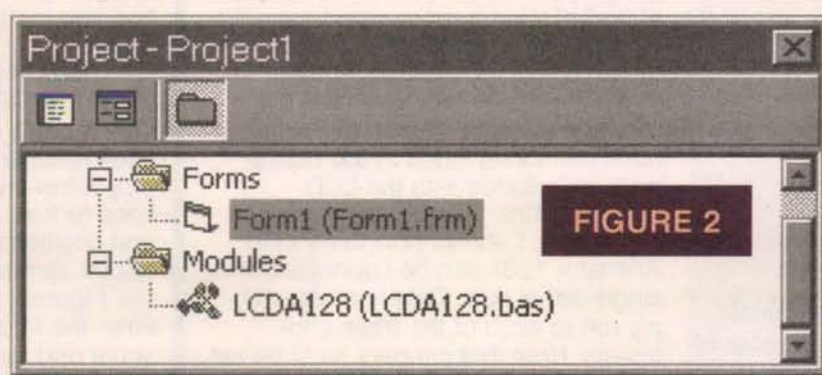 Project - Project1
Forms
Form1 (Form1.frm)
FIGURE 2
Modules
LCDA128 (LCDA128.bas)